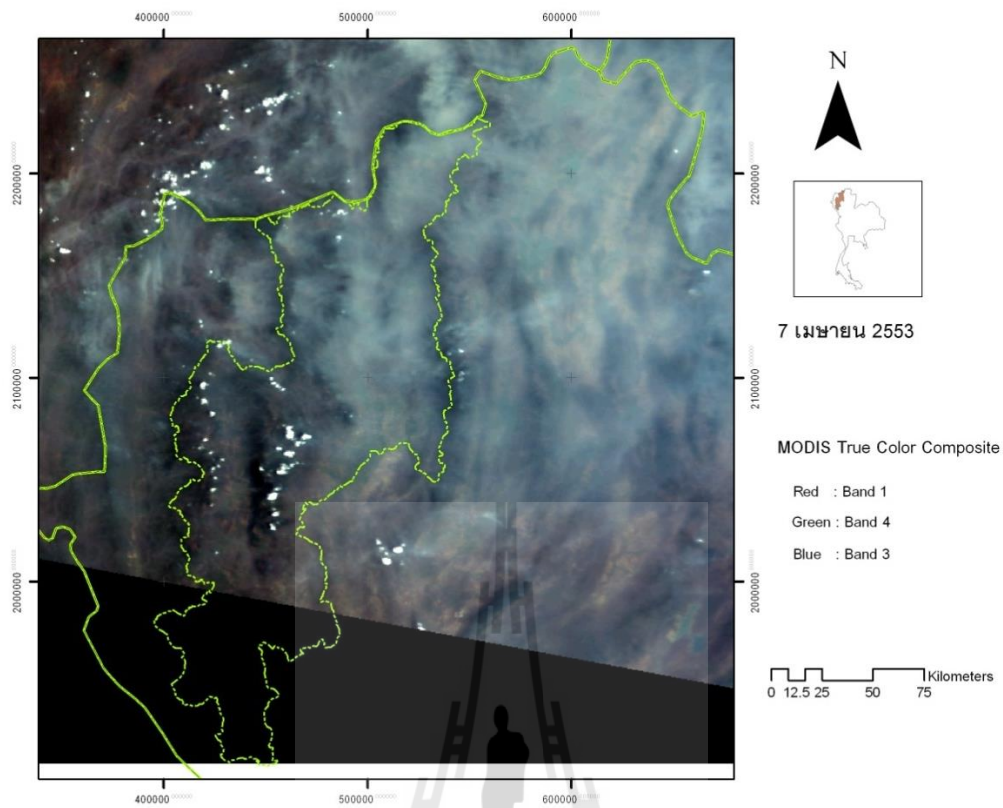 400000 500000 600000
N
2200000 2200000
7 เมษายน 2553
2100000 2100000
MODIS True Color Composite
Red : Band 1
Green : Band 4
Blue : Band 3
2000000 2000000
Kilometers
0 12.5 25 50 75
400000 500000 600000